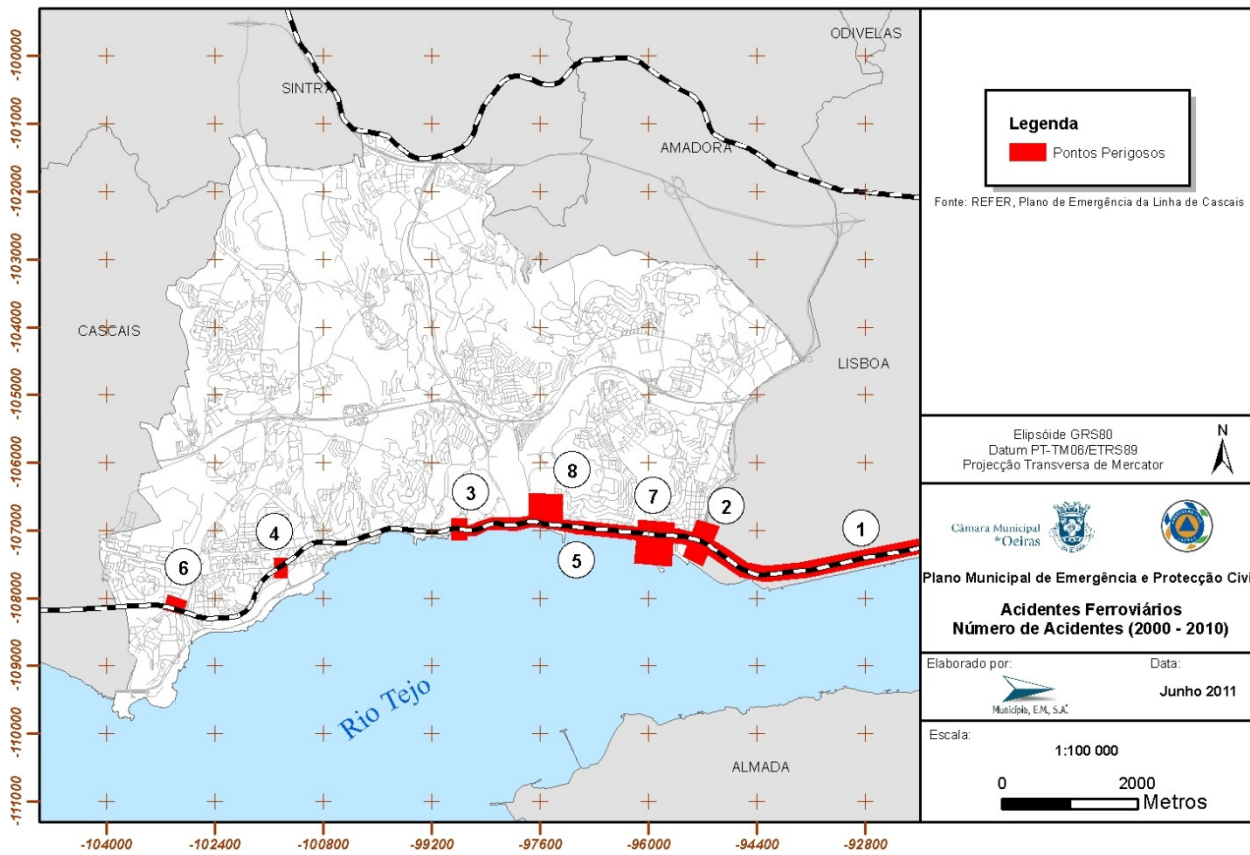 -100000
-101000
-102000
-103000
-104000
-105000
-106000
-107000
-108000
-109000
-110000
-111000
ODIVELAS
SINTRA
AMADORA
CASCAIS
LISBOA
8
3
7
2
4
1
5
6
Rio Tejo
ALMADA
-104000 -102400 -100800 -99200 -97600 -96000 -94400 -92800
Legenda
Pontos Perigosos
Fonte: REFER, Plano de Emergência da Linha de Cascais
Elipsóide GRS80
Datum PT-TM06/ETRS89
Projecção Transversa de Mercator
N
Câmara Municipal
de Oeiras
Plano Municipal de Emergência e Protecção Civi
Acidentes Ferroviários
Número de Acidentes (2000 - 2010)
Elaborado por:
Município, E.M., S.A.
Data:
Junho 2011
Escala:
1:100 000
0 2000
Metros